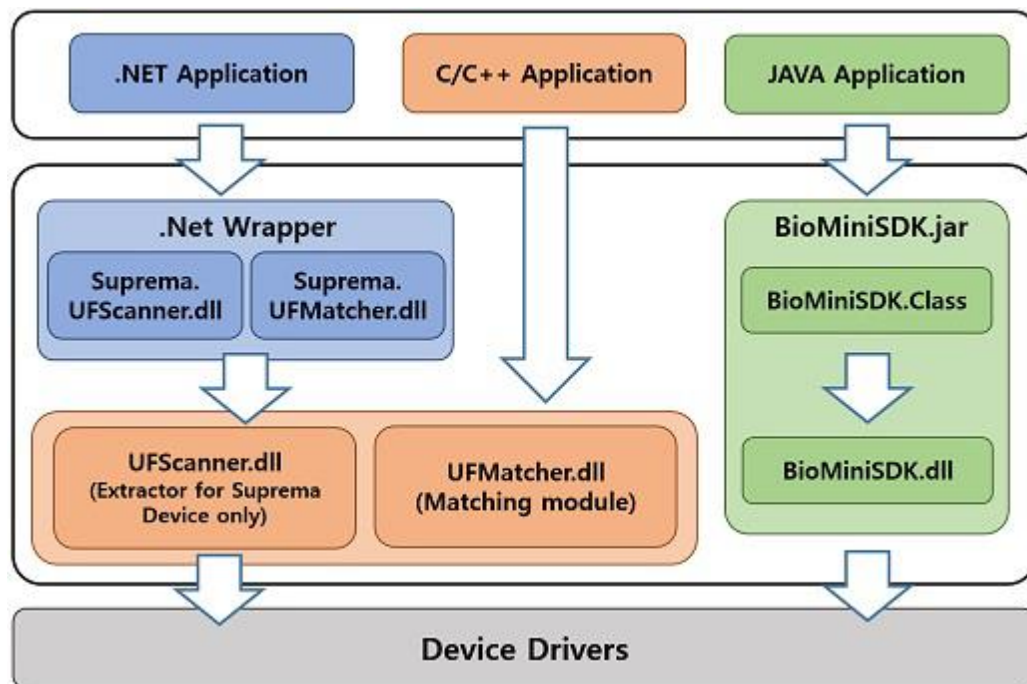 .NET Application
C/C++ Application
JAVA Application
.Net Wrapper
Suprema.
UFScanner.dll
Suprema.
UFMatcher.dll
BioMiniSDK.jar
BioMiniSDK.Class
UFScanner.dll
(Extractor for Suprema
Device only)
UFMatcher.dll
(Matching module)
BioMiniSDK.dll
Device Drivers